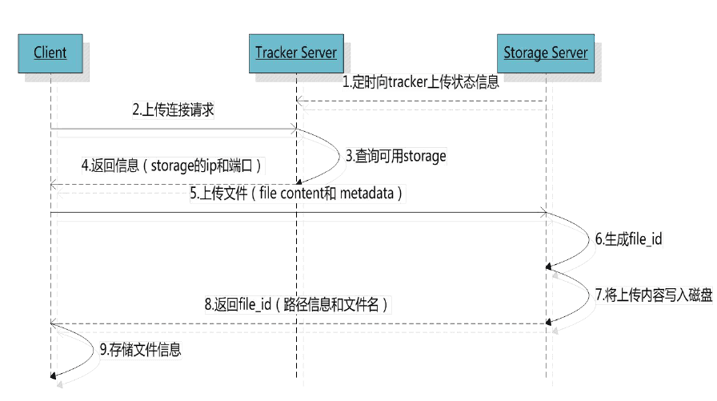 Client
Tracker Server
Storage Server
1.定时向tracker上传状态信息
2.上传连接请求
3.查询可用storage
4.返回信息（storage的ip和端口）
5.上传文件（file content和 metadata）
6.生成file_id
7.将上传内容写入磁盘
8.返回file_id（路径信息和文件名）
9.存储文件信息